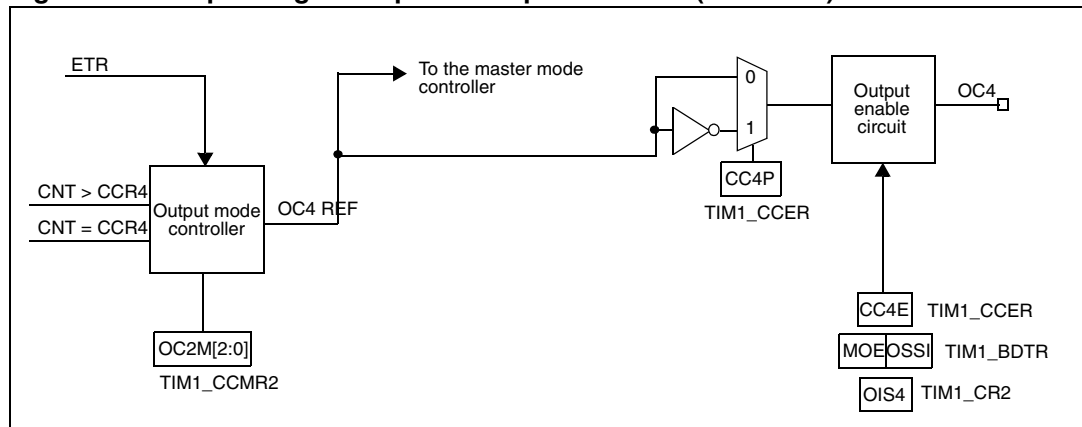 ETR
To the master mode
controller
0
1
Output
enable
circuit
OC4
CNT > CCR4
CNT = CCR4
Output mode
controller
OC4 REF
CC4P
TIM1_CCER
OC2M[2:0]
TIM1_CCMR2
CC4E
TIM1_CCER
MOE OSSI
TIM1_BDTR
OIS4
TIM1_CR2